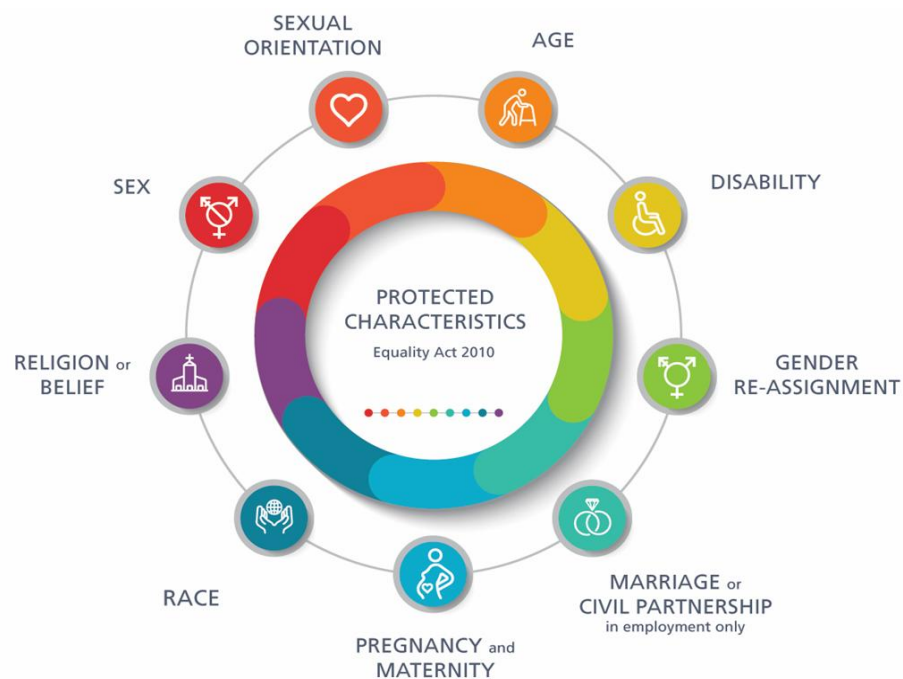 SEXUAL
ORIENTATION
AGE
SEX
DISABILITY
PROTECTED
CHARACTERISTICS
Equality Act 2010
RELIGION or
BELIEF
GENDER
RE-ASSIGNMENT
RACE
MARRIAGE or
CIVIL PARTNERSHIP
in employment only
PREGNANCY and
MATERNITY